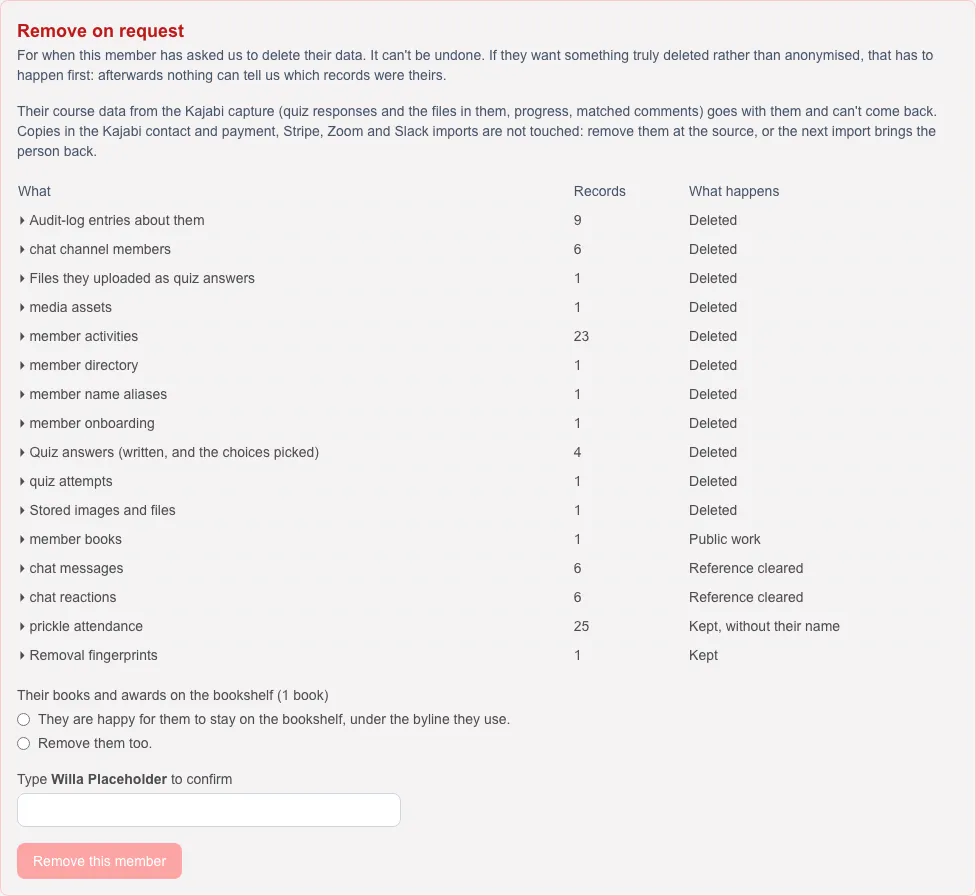 Remove on request
For when this member has asked us to delete their data. It can't be undone. If they want something truly deleted rather than anonymised, that has to
happen first: afterwards nothing can tell us which records were theirs.
Their course data from the Kajabi capture (quiz responses and the files in them, progress, matched comments) goes with them and can't come back.
Copies in the Kajabi contact and payment, Stripe, Zoom and Slack imports are not touched: remove them at the source, or the next import brings the
person back.
What Records What happens
Audit-log entries about them 9 Deleted
chat channel members 6 Deleted
Files they uploaded as quiz answers 1 Deleted
media assets 1 Deleted
member activities 23 Deleted
member directory 1 Deleted
member name aliases 1 Deleted
member onboarding 1 Deleted
Quiz answers (written, and the choices picked) 4 Deleted
quiz attempts 1 Deleted
Stored images and files 1 Deleted
member books 1 Public work
chat messages 6 Reference cleared
chat reactions 6 Reference cleared
prickle attendance 25 Kept, without their name
Removal fingerprints 1 Kept
Their books and awards on the bookshelf (1 book)
They are happy for them to stay on the bookshelf, under the byline they use.
Remove them too.
Type Willa Placeholder to confirm
Remove this member